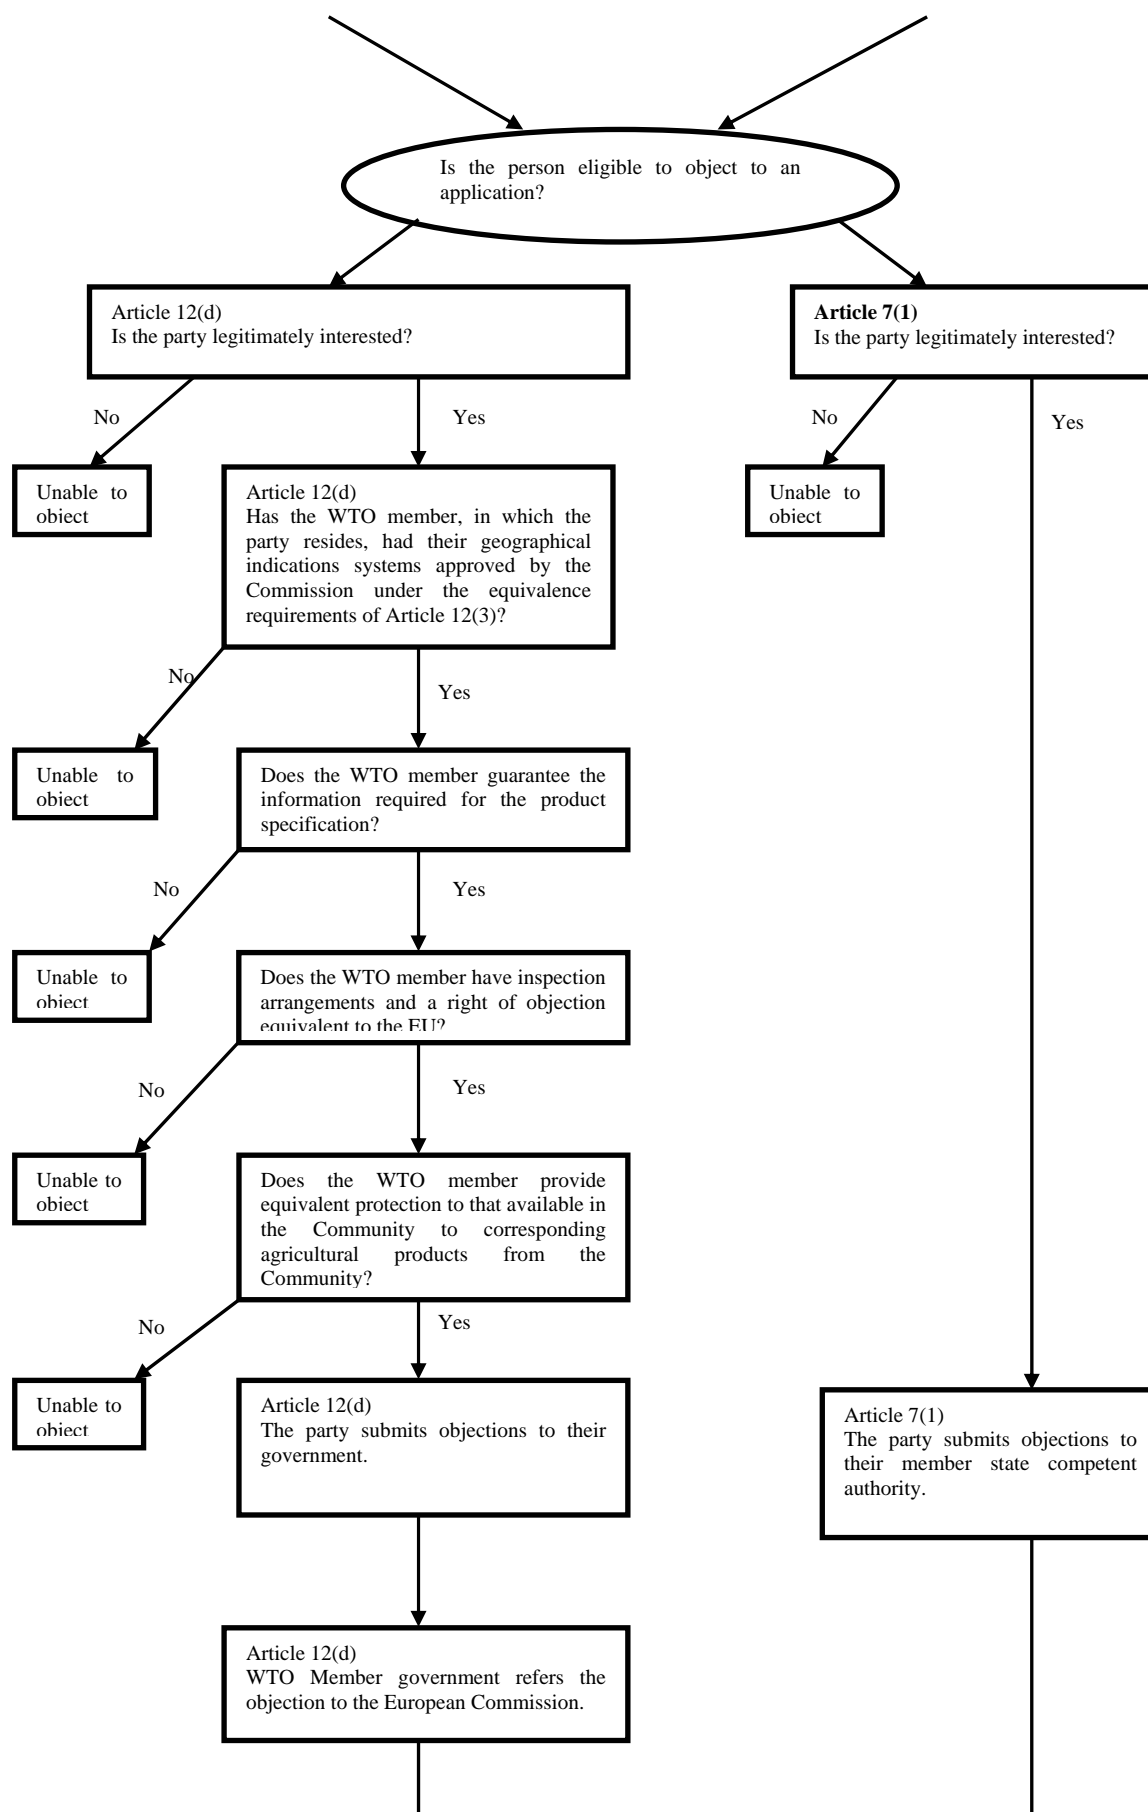 Is the person eligible to object to an
application?
Article 12(d)
Is the party legitimately interested?
Article 7(1)
Is the party legitimately interested?
No
Yes
No
Yes
Unable to
object
Article 12(d)
Has the WTO member, in which the
party resides, had their geographical
indications systems approved by the
Commission under the equivalence
requirements of Article 12(3)?
Unable to
object
No
Yes
Unable to
object
Does the WTO member guarantee the
information required for the product
specification?
No
Yes
Unable to
object
Does the WTO member have inspection
arrangements and a right of objection
equivalent to the EU?
No
Yes
Unable to
object
Does the WTO member provide
equivalent protection to that available in
the Community to corresponding
agricultural products from the
Community?
No
Yes
Unable to
object
Article 12(d)
The party submits objections to their
government.
Article 7(1)
The party submits objections to
their member state competent
authority.
Article 12(d)
WTO Member government refers the
objection to the European Commission.